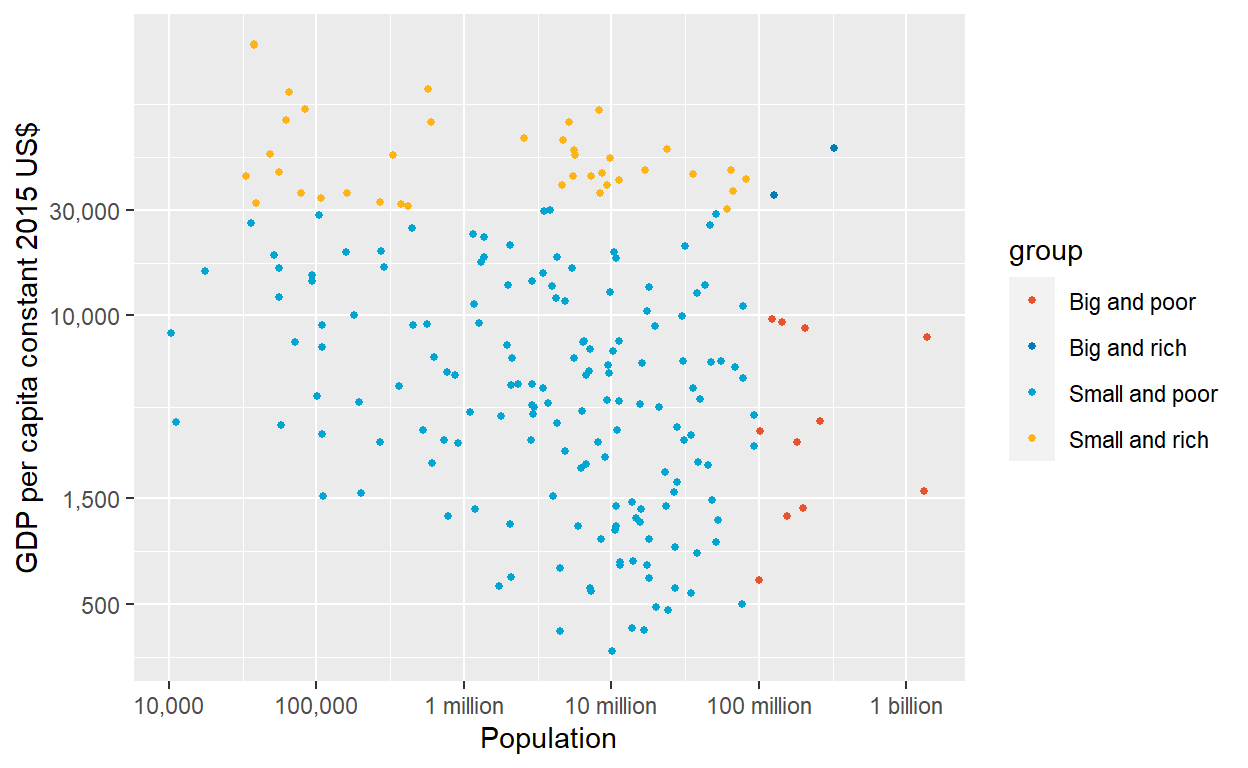 GDP per capita constant 2015 US$
30,000
10,000
1,500
500
10,000
100,000
1 million
10 million
100 million
1 billion
Population
group
Big and poor
Big and rich
Small and poor
Small and rich